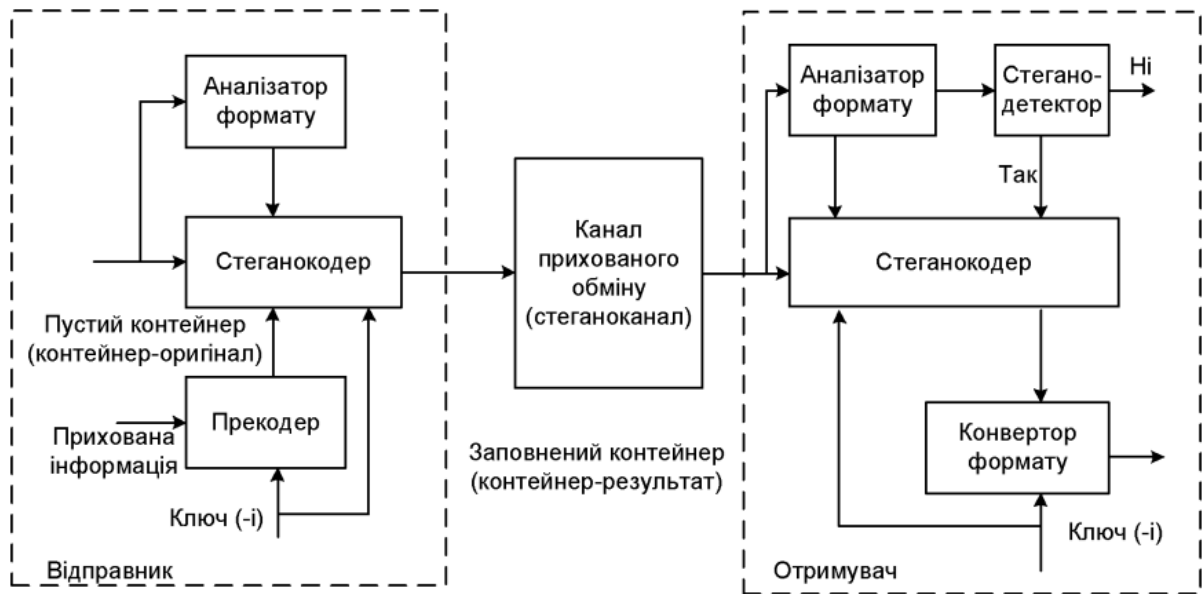 Аналізатор
формату
Стеганокодер
Пустий контейнер
(контейнер-оригінал)
Прекодер
Прихована
інформація
Ключ (-і)
Відправник
Канал
прихованого
обміну
(стеганоканал)
Заповнений контейнер
(контейнер-результат)
Аналізатор
формату
Стегано-
детектор
Ні
Так
Стеганокодер
Конвертор
формату
Ключ (-і)
Отримувач